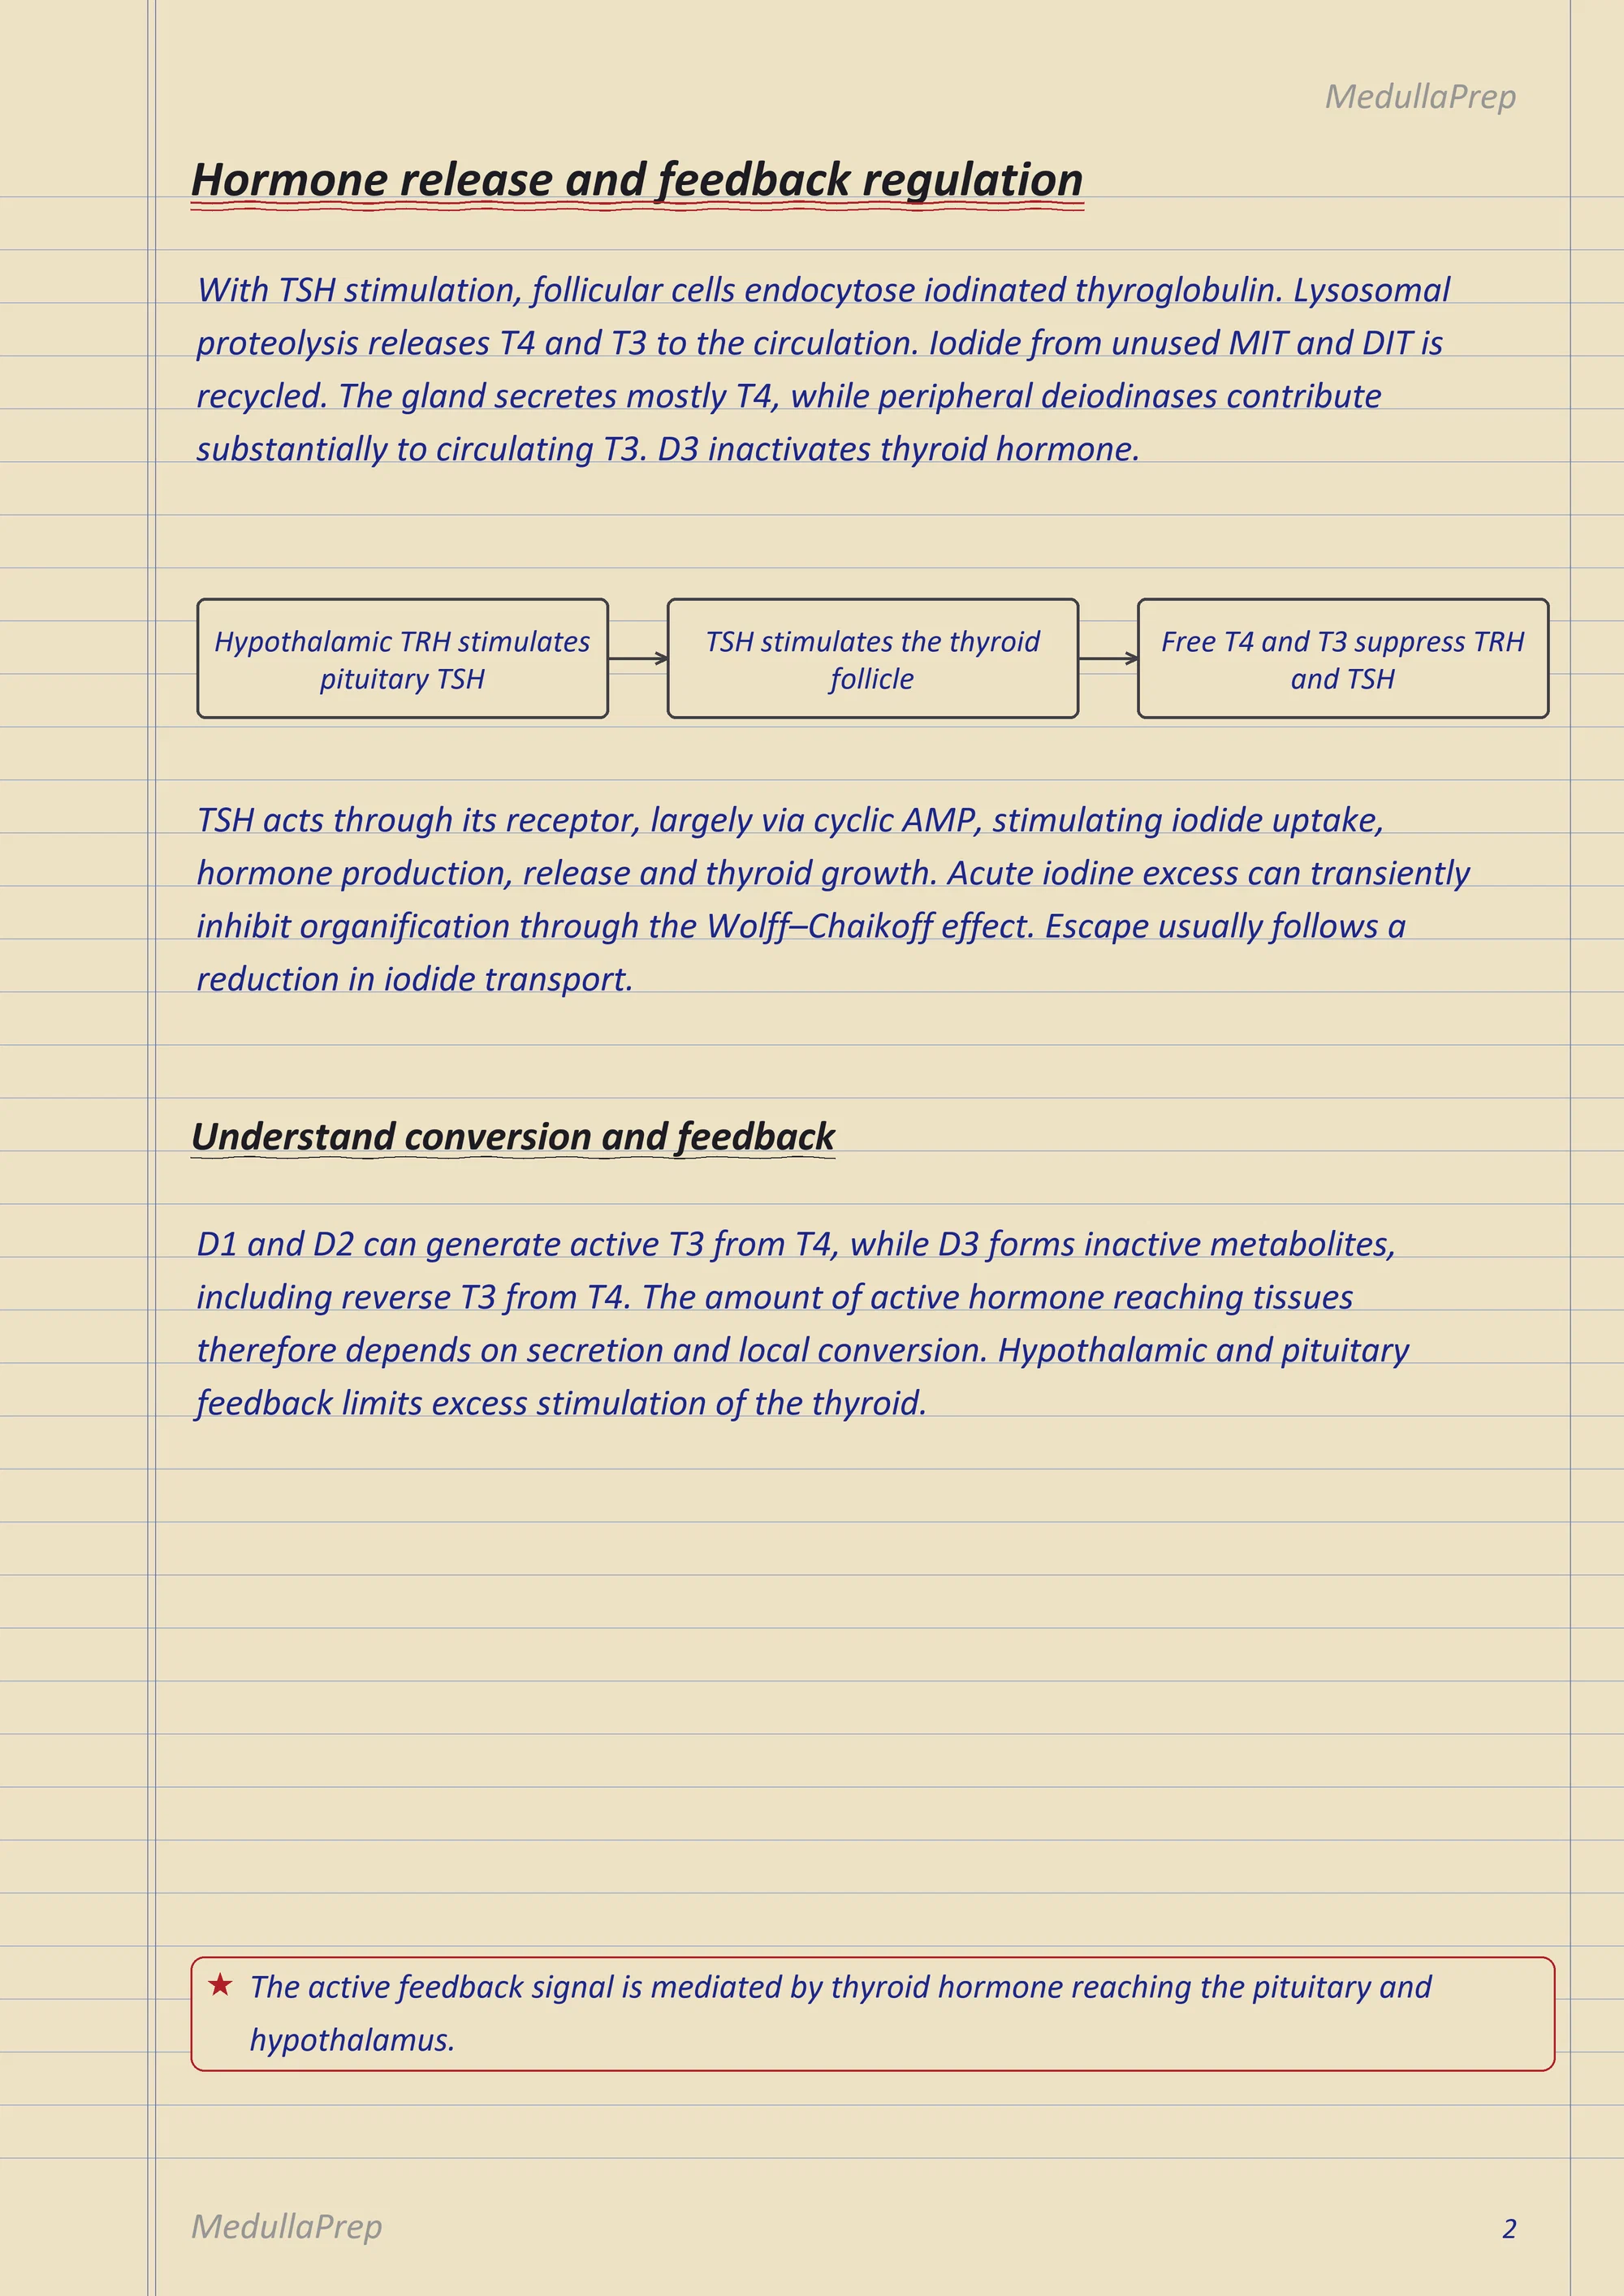 MedullaPrep
Hormone release and feedback regulation
With TSH stimulation, follicular cells endocytose iodinated thyroglobulin. Lysosomal
proteolysis releases T4 and T3 to the circulation. Iodide from unused MIT and DIT is
recycled. The gland secretes mostly T4, while peripheral deiodinases contribute
substantially to circulating T3. D3 inactivates thyroid hormone.
Hypothalamic TRH stimulates
pituitary TSH
TSH stimulates the thyroid
follicle
Free T4 and T3 suppress TRH
and TSH
TSH acts through its receptor, largely via cyclic AMP, stimulating iodide uptake,
hormone production, release and thyroid growth. Acute iodine excess can transiently
inhibit organification through the Wolff–Chaikoff effect. Escape usually follows a
reduction in iodide transport.
Understand conversion and feedback
D1 and D2 can generate active T3 from T4, while D3 forms inactive metabolites,
including reverse T3 from T4. The amount of active hormone reaching tissues
therefore depends on secretion and local conversion. Hypothalamic and pituitary
feedback limits excess stimulation of the thyroid.
★ The active feedback signal is mediated by thyroid hormone reaching the pituitary and
hypothalamus.
MedullaPrep
2